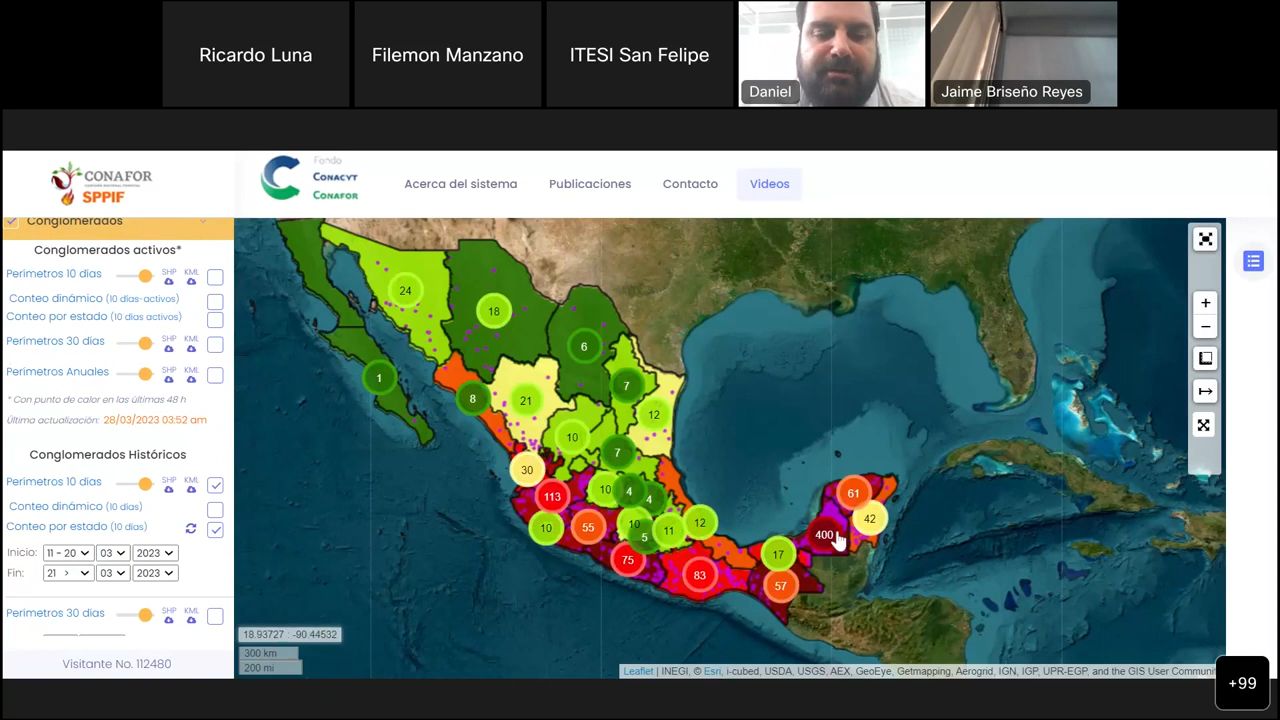 Ricardo Luna
Filemon Manzano
ITESI San Felipe
Daniel
Jaime Briseño Reyes
CONAFOR
SPPIF
Fondo
CONACYT
CONAFOR
Acerca del sistema
Publicaciones
Contacto
Videos
Conglomerados
Conglomerados activos*
Perímetros 10 días
SHP
KML
Conteo dinámico (10 días-activos)
Conteo por estado (10 días activos)
Perímetros 30 días
SHP
KML
Perímetros Anuales
SHP
KML
* Con punto de calor en las últimas 48 h
Última actualización: 28/03/2023 03:52 am
Conglomerados Históricos
Perímetros 10 días
SHP
KML
Conteo dinámico (10 días)
Conteo por estado (10 días)
Inicio:
11 - 20
03
2023
Fin:
21 >
03
2023
Perímetros 30 días
SHP
KML
Visitante No. 112480
24
18
6
1
8
21
7
12
10
7
30
113
10
4
4
10
55
10
5
11
12
75
83
17
57
61
42
400
+
−
18.93727 : -90.44532
300 km
200 mi
Leaflet | INEGI, © Esri, i-cubed, USDA, USGS, AEX, GeoEye, Getmapping, Aerogrid, IGN, IGP, UPR-EGP, and the GIS User Commun
+99